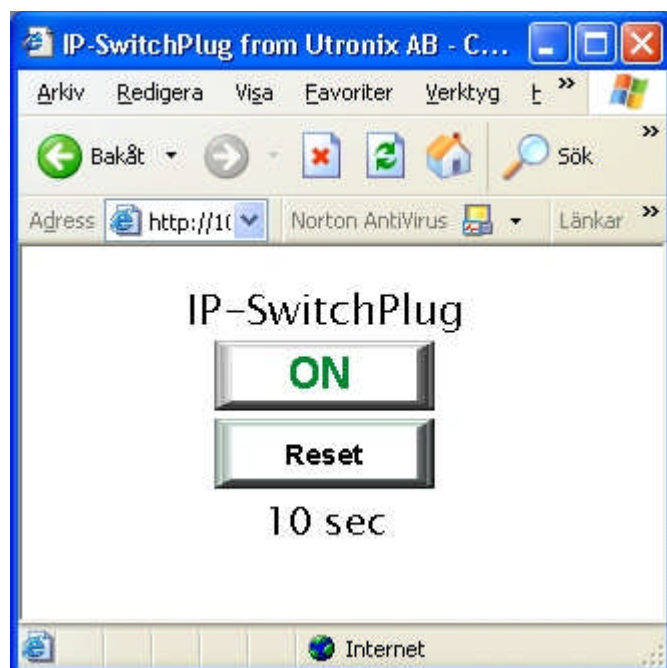 IP-SwitchPlug from Utronix AB - C...
Arkiv Redigera Visa Favoriter Verktyg »
Bakåt Sök »
Adress http://10 Norton AntiVirus Länkar »
IP-SwitchPlug
ON
Reset
10 sec
Internet